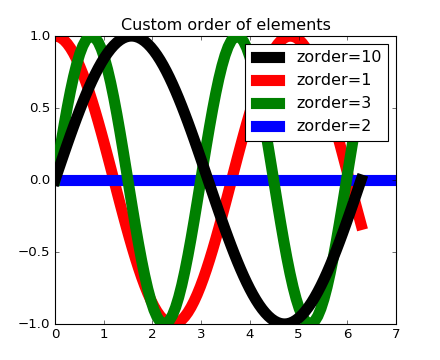 Custom order of elements
zorder=10
zorder=1
zorder=3
zorder=2
1.0
0.5
0.0
−0.5
−1.0
0 1 2 3 4 5 6 7